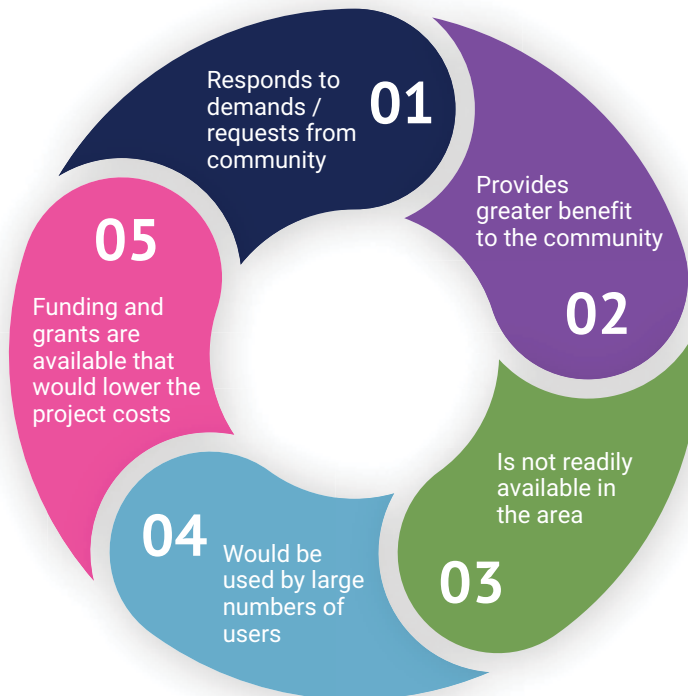 01
Responds to
demands /
requests from
community
02
Provides
greater benefit
to the community
03
Is not readily
available in
the area
04
Would be
used by large
numbers of
users
05
Funding and
grants are
available that
would lower the
project costs